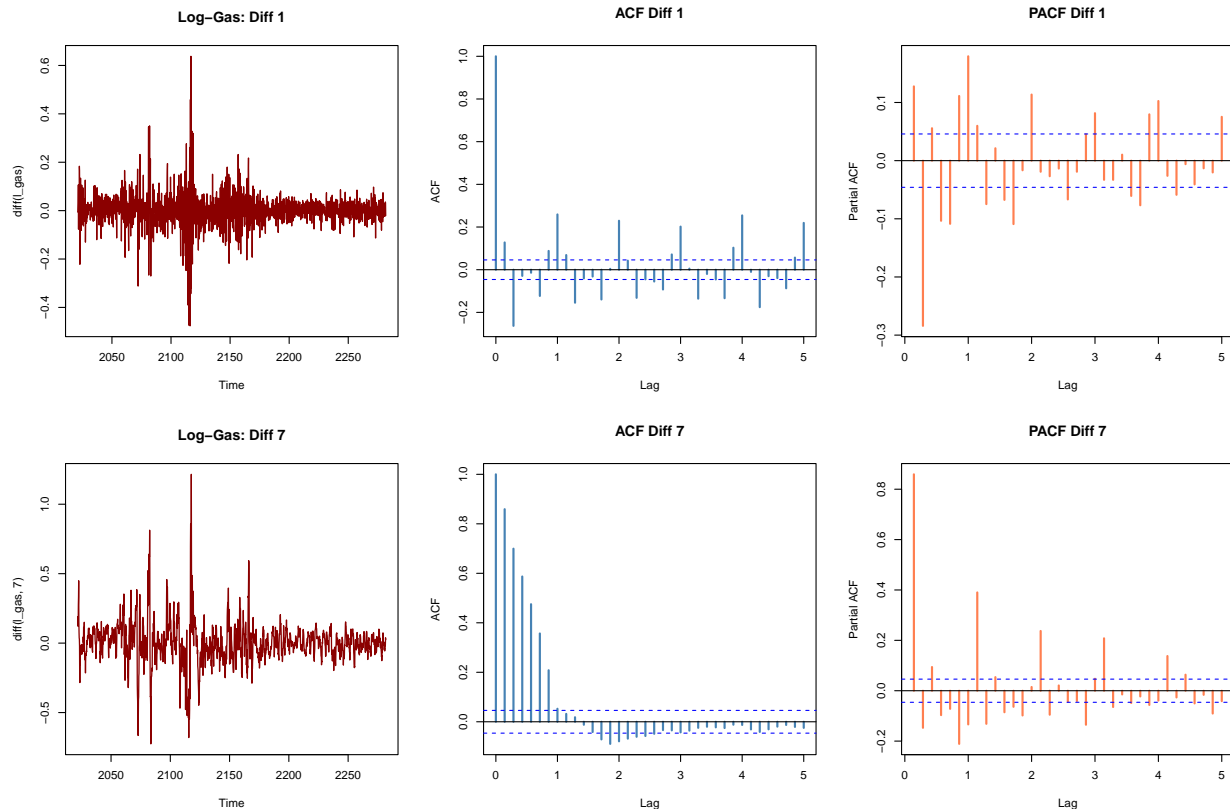 Log−Gas: Diff 1
diff(l_gas)
0.6
0.4
0.2
0.0
−0.2
−0.4
2050 2100 2150 2200 2250
Time
ACF Diff 1
ACF
1.0
0.8
0.6
0.4
0.2
0.0
−0.2
0 1 2 3 4 5
Lag
PACF Diff 1
Partial ACF
0.1
0.0
−0.1
−0.2
−0.3
0 1 2 3 4 5
Lag
Log−Gas: Diff 7
diff(l_gas, 7)
1.0
0.5
0.0
−0.5
2050 2100 2150 2200 2250
Time
ACF Diff 7
ACF
1.0
0.8
0.6
0.4
0.2
0.0
0 1 2 3 4 5
Lag
PACF Diff 7
Partial ACF
0.8
0.6
0.4
0.2
0.0
−0.2
0 1 2 3 4 5
Lag